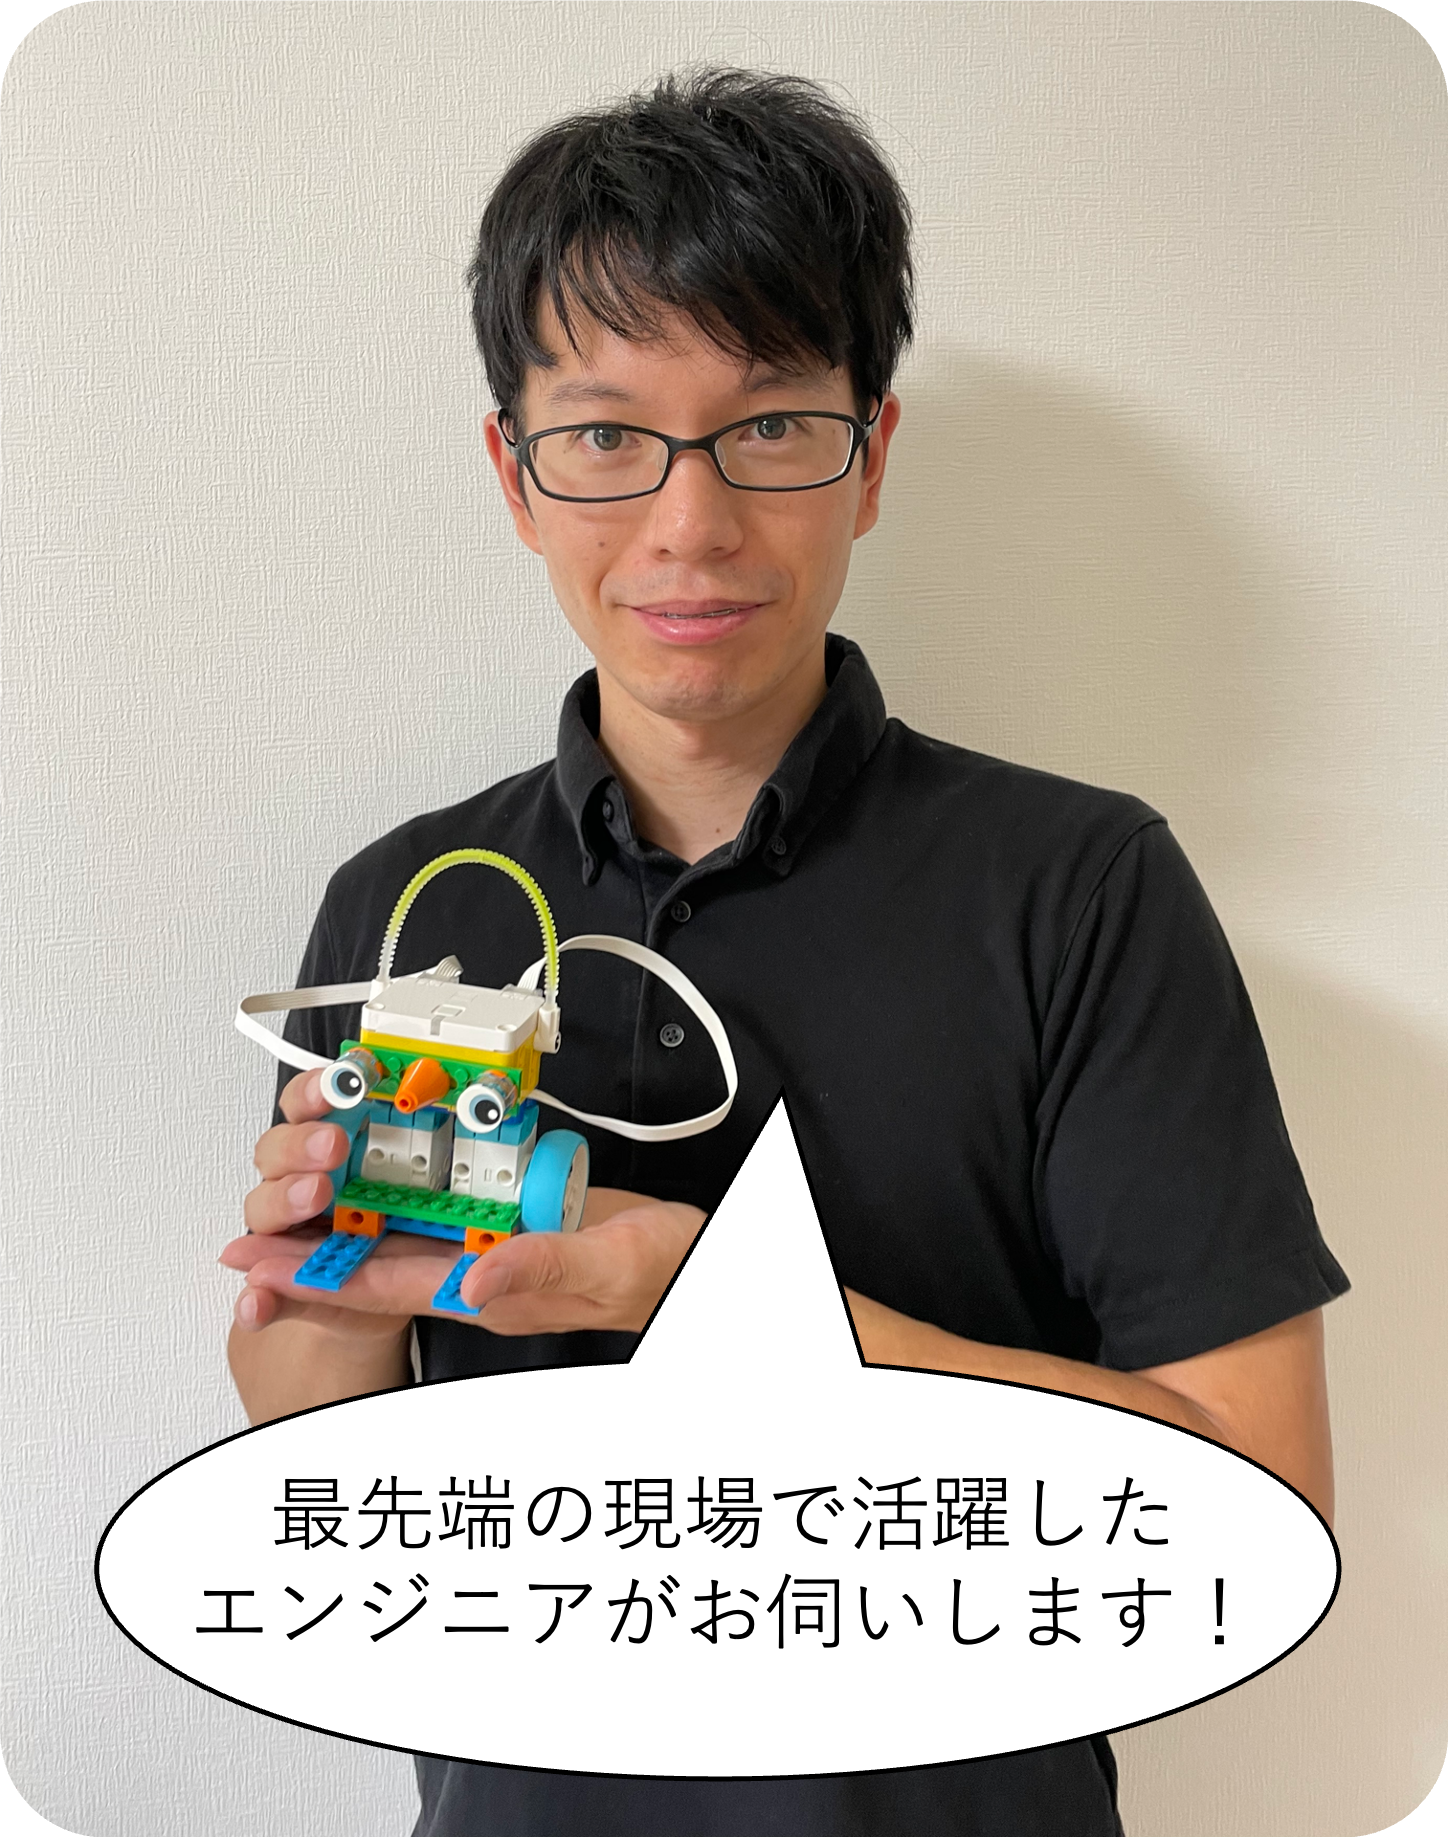 最先端の現場で活躍した
エンジニアがお伺いします！